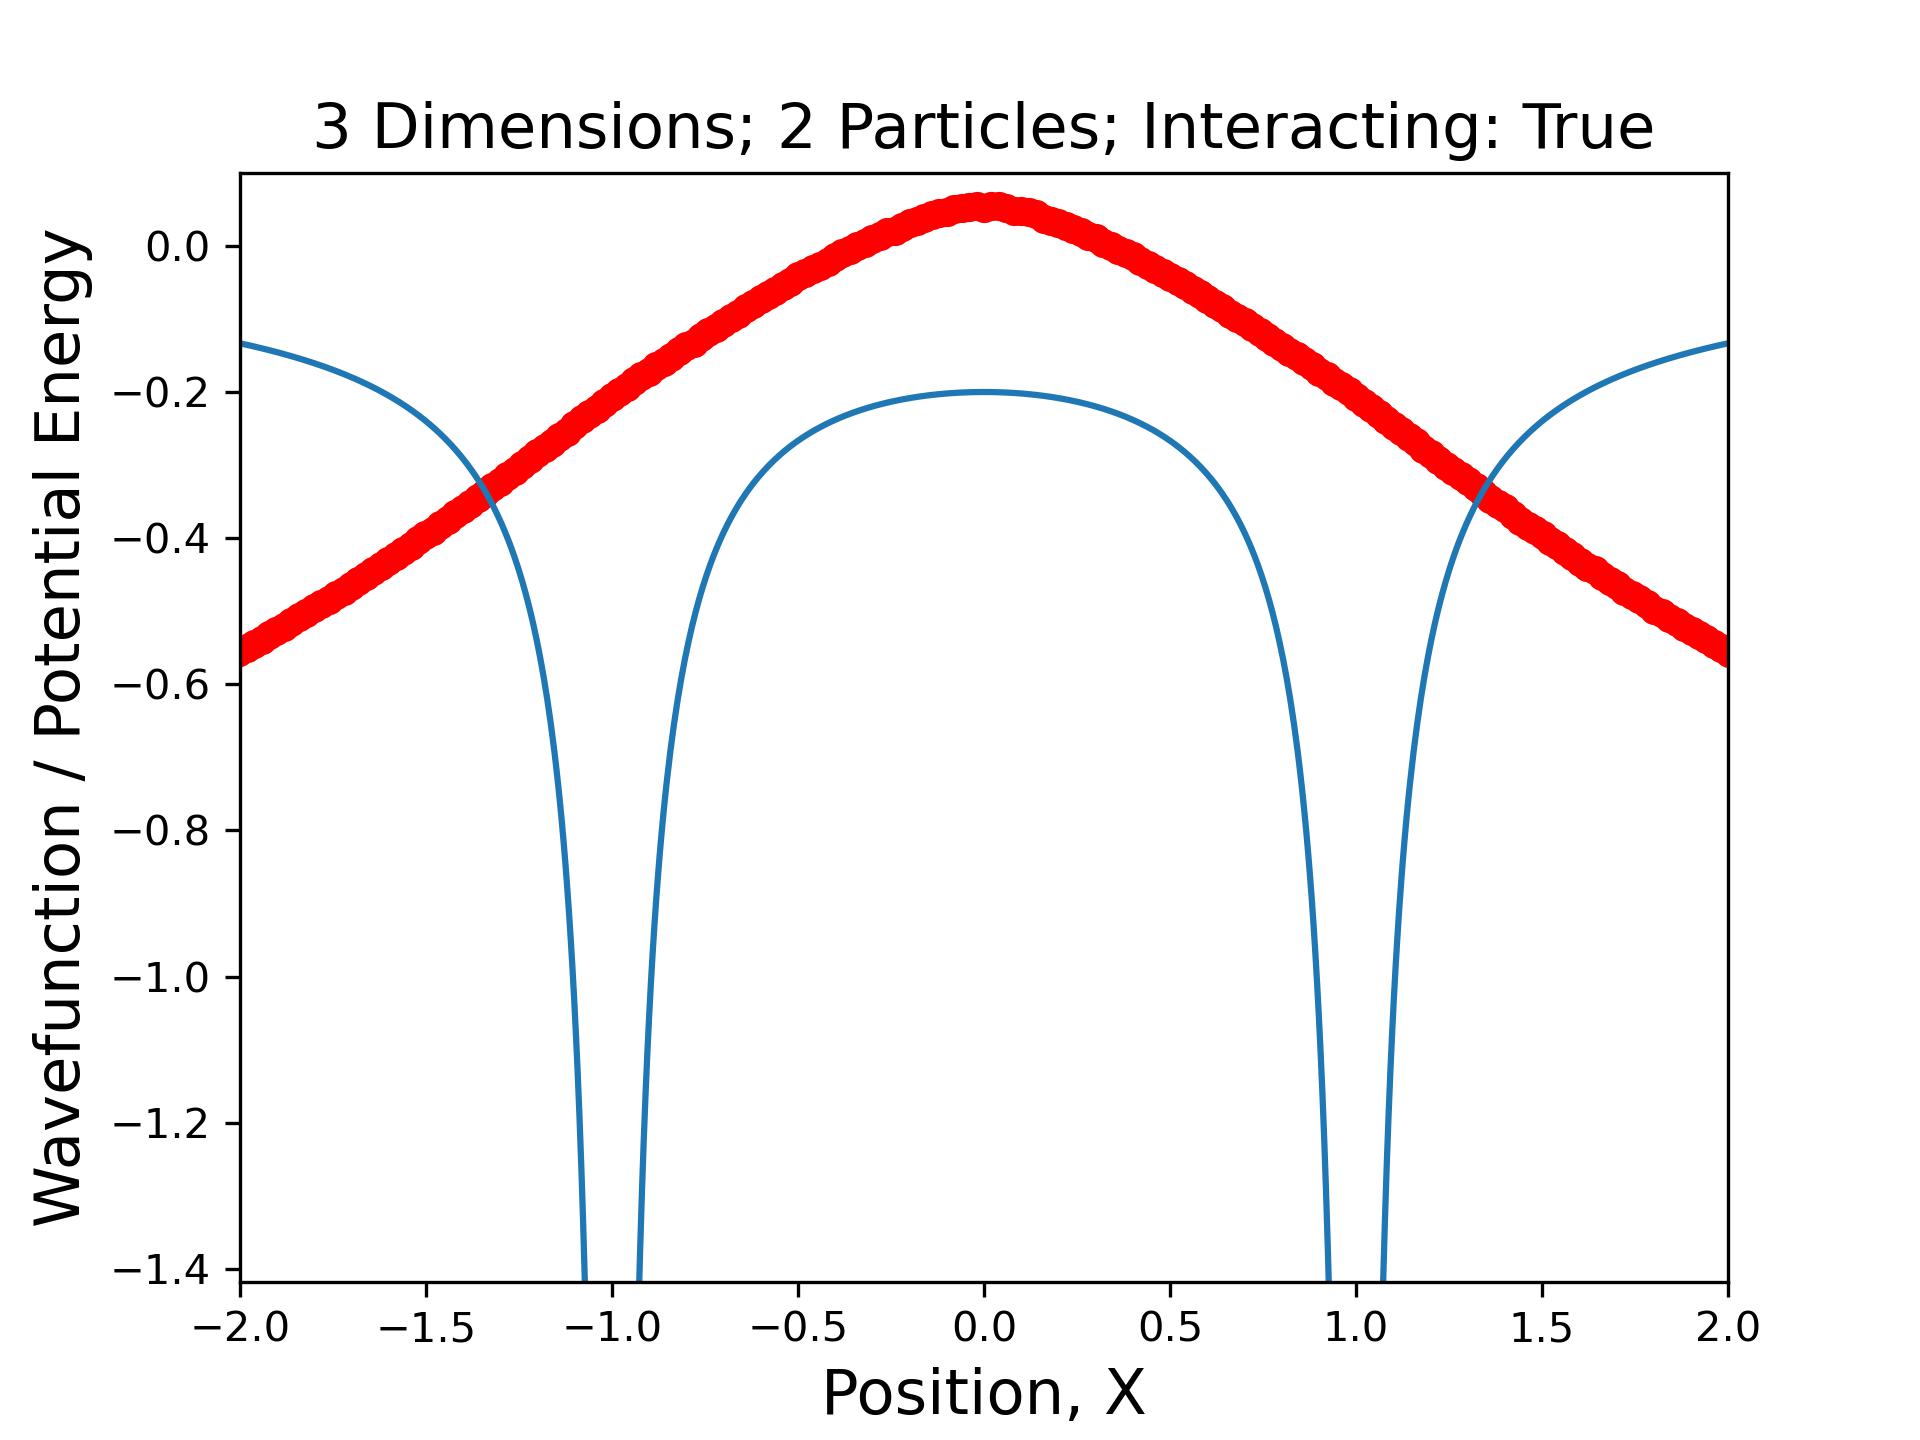 3 Dimensions; 2 Particles; Interacting: True
Wavefunction / Potential Energy
0.0
−0.2
−0.4
−0.6
−0.8
−1.0
−1.2
−1.4
−2.0 −1.5 −1.0 −0.5 0.0 0.5 1.0 1.5 2.0
Position, X